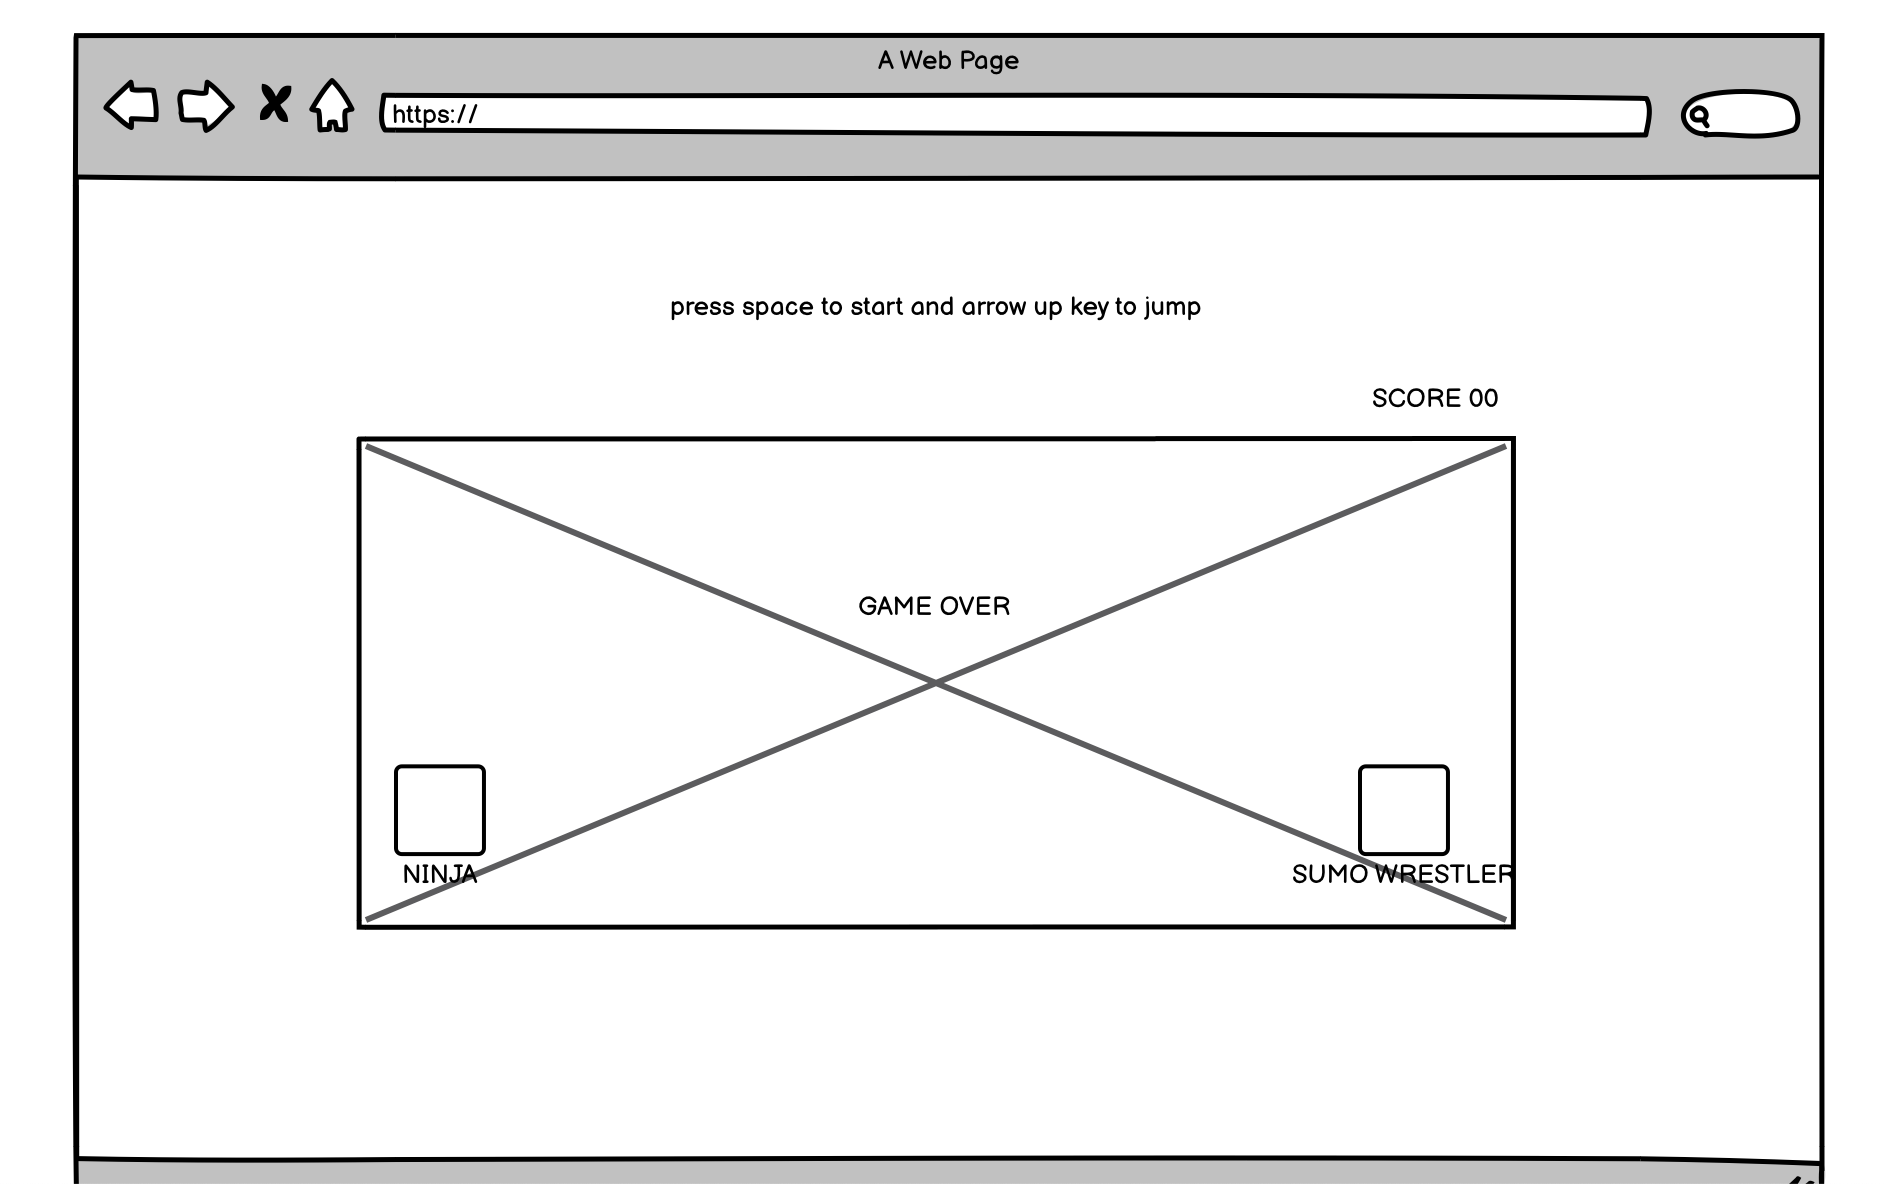 A Web Page
https://
press space to start and arrow up key to jump
SCORE 00
GAME OVER
NINJA
SUMO WRESTLER